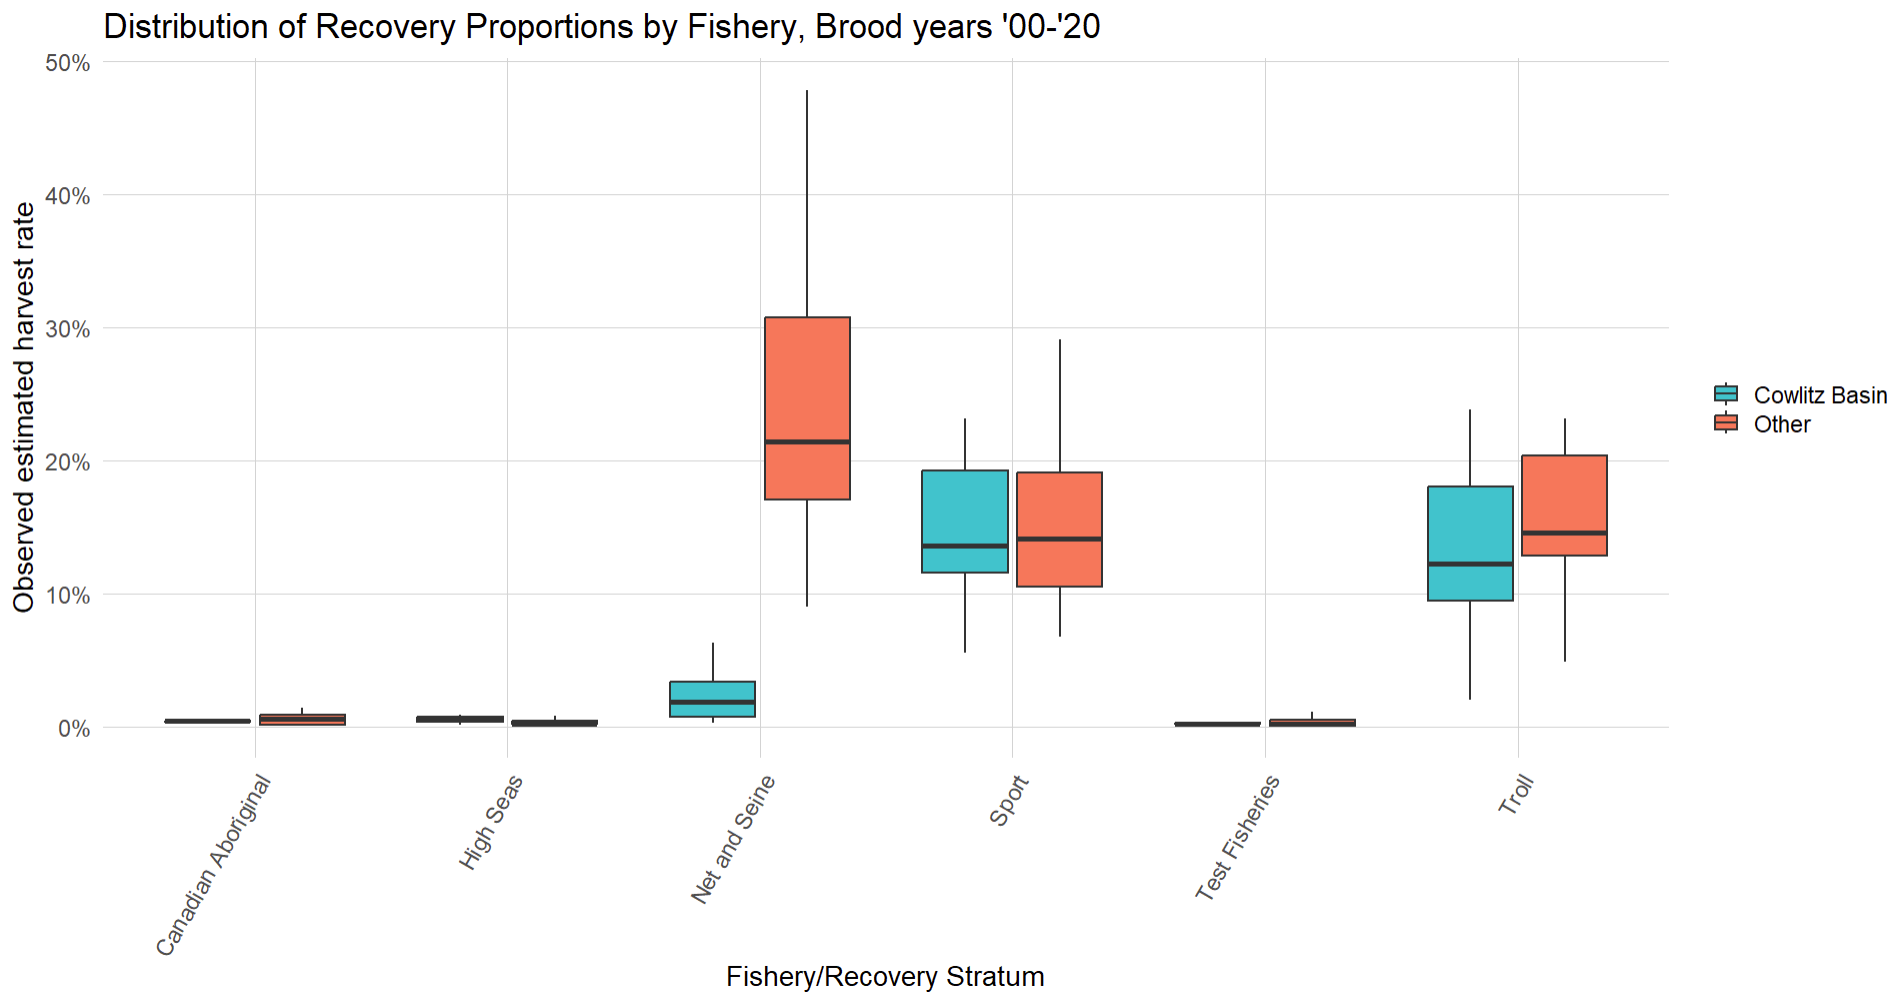 Distribution of Recovery Proportions by Fishery, Brood years '00-'20
50%
40%
30%
20%
10%
0%
Observed estimated harvest rate
Canadian Aboriginal
High Seas
Net and Seine
Sport
Test Fisheries
Troll
Fishery/Recovery Stratum
Cowlitz Basin
Other